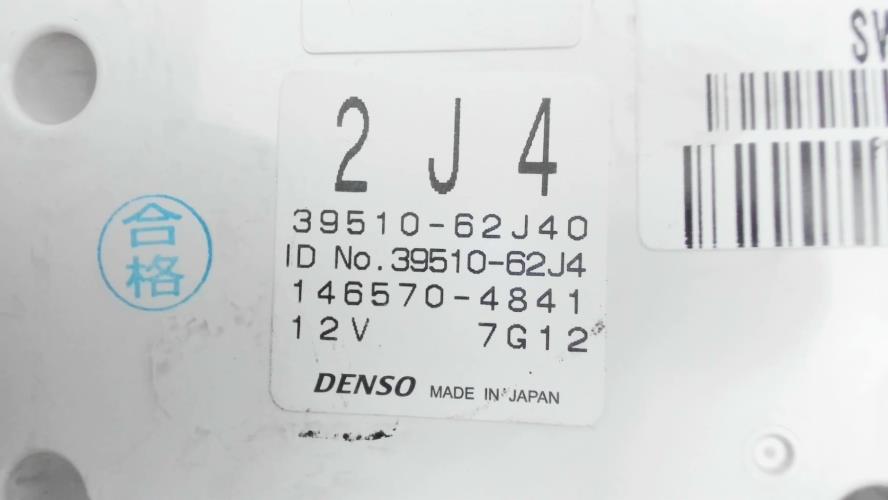 2 J 4
39510-62J40
ID No. 39510-62J4
146570-4841
12V 7G12
DENSO MADE IN JAPAN
合格